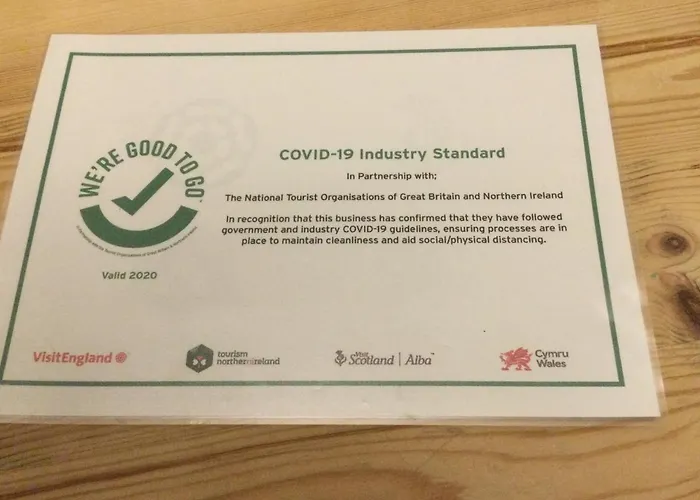 WE'RE GOOD TO GO
Valid 2020
COVID-19 Industry Standard
In Partnership with;
The National Tourist Organisations of Great Britain and Northern Ireland
In recognition that this business has confirmed that they have followed
government and industry COVID-19 guidelines, ensuring processes are in
place to maintain cleanliness and aid social/physical distancing.
VisitEngland
tourism
northernireland
Visit
Scotland | Alba™
Cymru
Wales